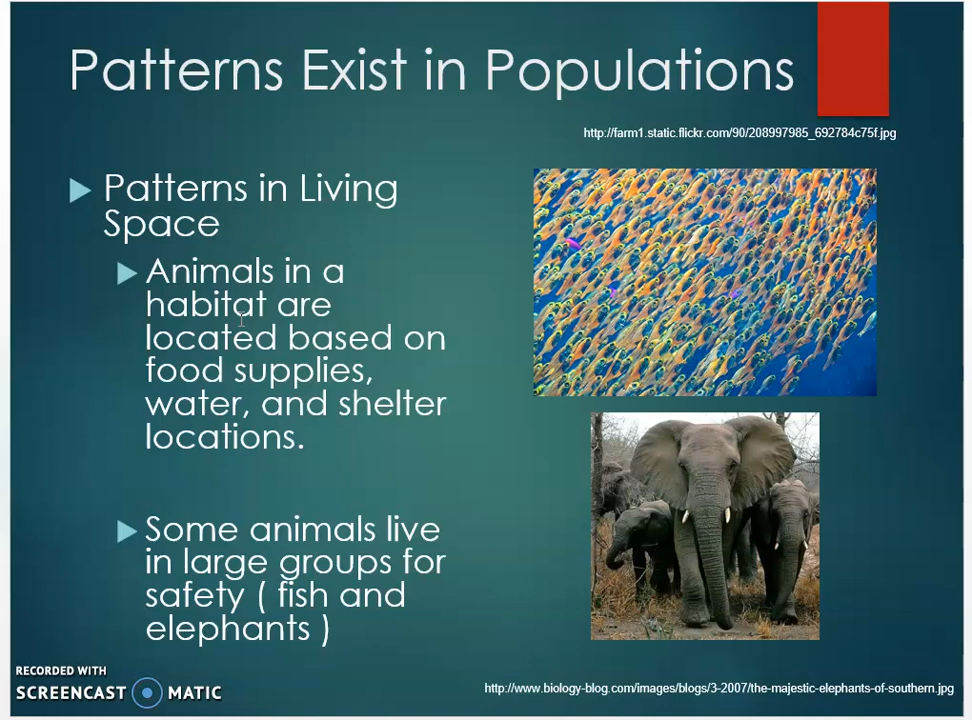 Patterns Exist in Populations
http://farm1.static.flickr.com/90/208997985_692784c75f.jpg
Patterns in Living
Space
Animals in a
habitat are
located based on
food supplies,
water, and shelter
locations.
Some animals live
in large groups for
safety ( fish and
elephants )
RECORDED WITH
SCREENCAST MATIC
http://www.biology-blog.com/images/blogs/3-2007/the-majestic-elephants-of-southern.jpg